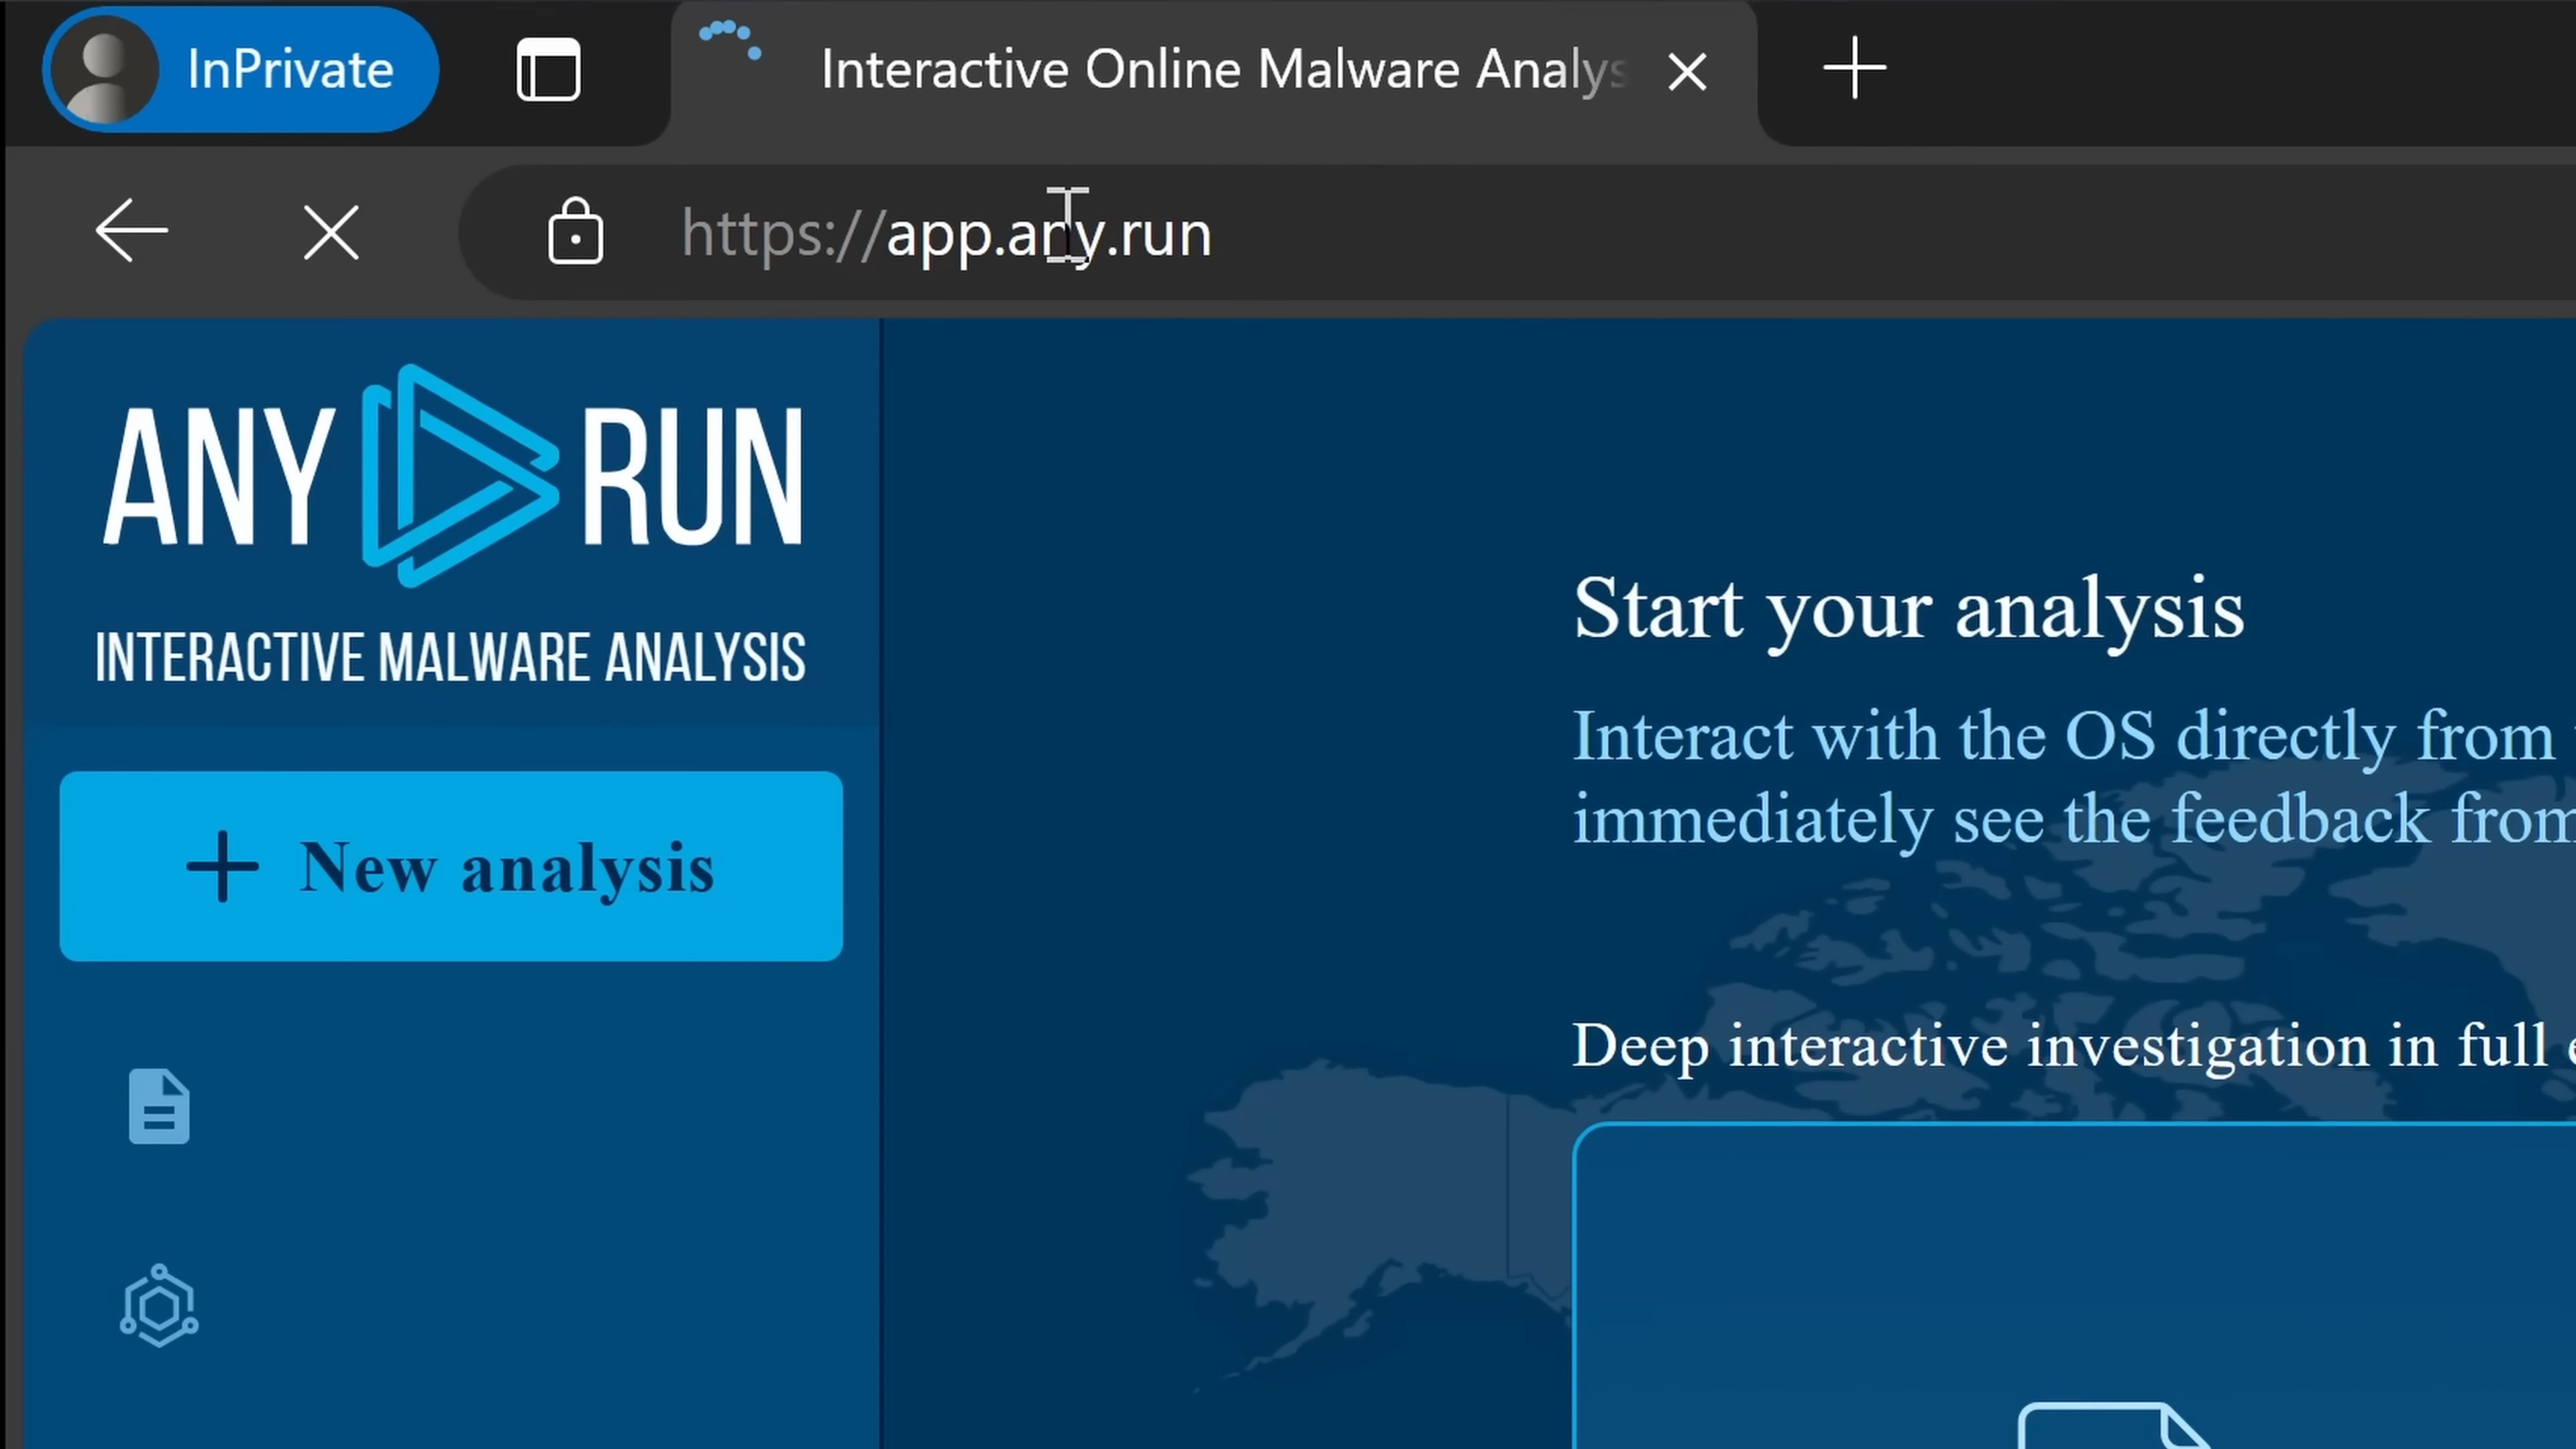 InPrivate
Interactive Online Malware Analys
https://app.any.run
ANY RUN
INTERACTIVE MALWARE ANALYSIS
New analysis
Start your analysis
Interact with the OS directly from
immediately see the feedback from
Deep interactive investigation in full